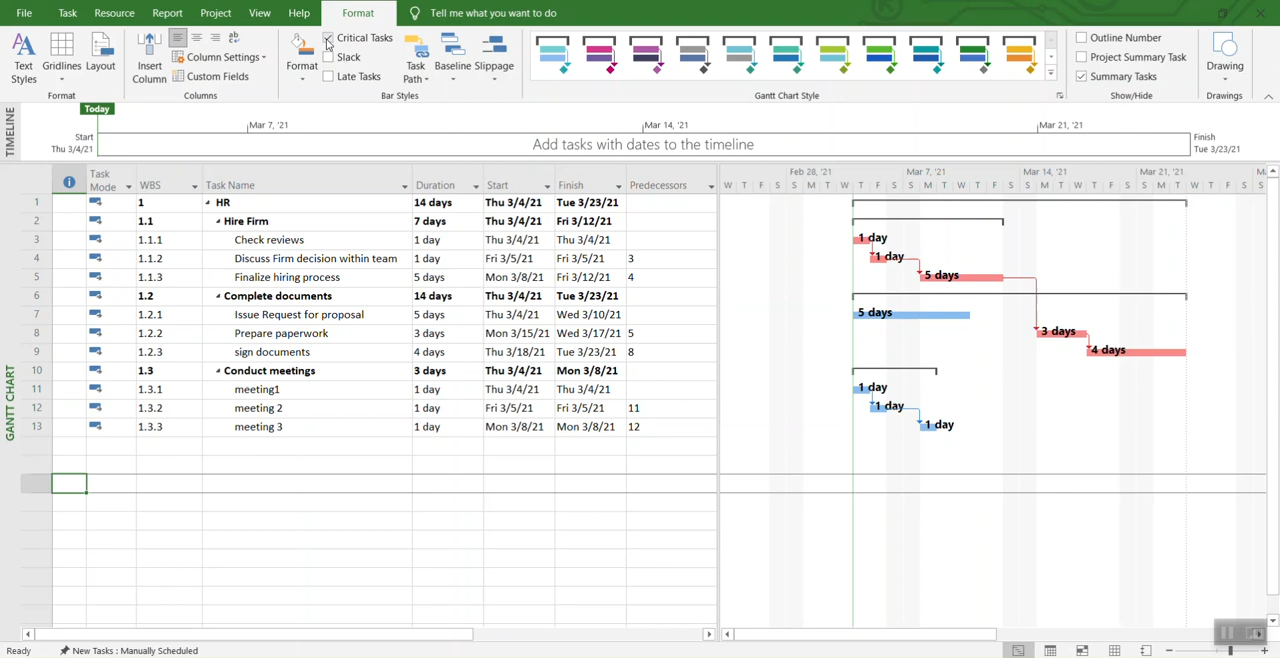 File Task Resource Report Project View Help Format Tell me what you want to do
Text Styles
Gridlines
Layout
Format
Insert Column
Column Settings
Custom Fields
Columns
Format
Critical Tasks
Slack
Late Tasks
Task Path
Baseline
Slippage
Bar Styles
Gantt Chart Style
Outline Number
Project Summary Task
Summary Tasks
Show/Hide
Drawing
Drawings
TIMELINE
Today
Mar 7, '21 Mar 14, '21 Mar 21, '21
Start
Thu 3/4/21
Add tasks with dates to the timeline
Finish
Tue 3/23/21
GANTT CHART
Task Mode WBS Task Name Duration Start Finish Predecessors
1 1 HR 14 days Thu 3/4/21 Tue 3/23/21
2 1.1 Hire Firm 7 days Thu 3/4/21 Fri 3/12/21
3 1.1.1 Check reviews 1 day Thu 3/4/21 Thu 3/4/21
4 1.1.2 Discuss Firm decision within team 1 day Fri 3/5/21 Fri 3/5/21 3
5 1.1.3 Finalize hiring process 5 days Mon 3/8/21 Fri 3/12/21 4
6 1.2 Complete documents 14 days Thu 3/4/21 Tue 3/23/21
7 1.2.1 Issue Request for proposal 5 days Thu 3/4/21 Wed 3/10/21
8 1.2.2 Prepare paperwork 3 days Mon 3/15/21 Wed 3/17/21 5
9 1.2.3 sign documents 4 days Thu 3/18/21 Tue 3/23/21 8
10 1.3 Conduct meetings 3 days Thu 3/4/21 Mon 3/8/21
11 1.3.1 meeting1 1 day Thu 3/4/21 Thu 3/4/21
12 1.3.2 meeting 2 1 day Fri 3/5/21 Fri 3/5/21 11
13 1.3.3 meeting 3 1 day Mon 3/8/21 Mon 3/8/21 12
Feb 28, '21 Mar 7, '21 Mar 14, '21 Mar 21, '21
W T F S S M T W T F S S M T W T F S S M T W T F S S M T W T F S
1 day
1 day
5 days
5 days
3 days
4 days
1 day
1 day
1 day
Ready New Tasks : Manually Scheduled